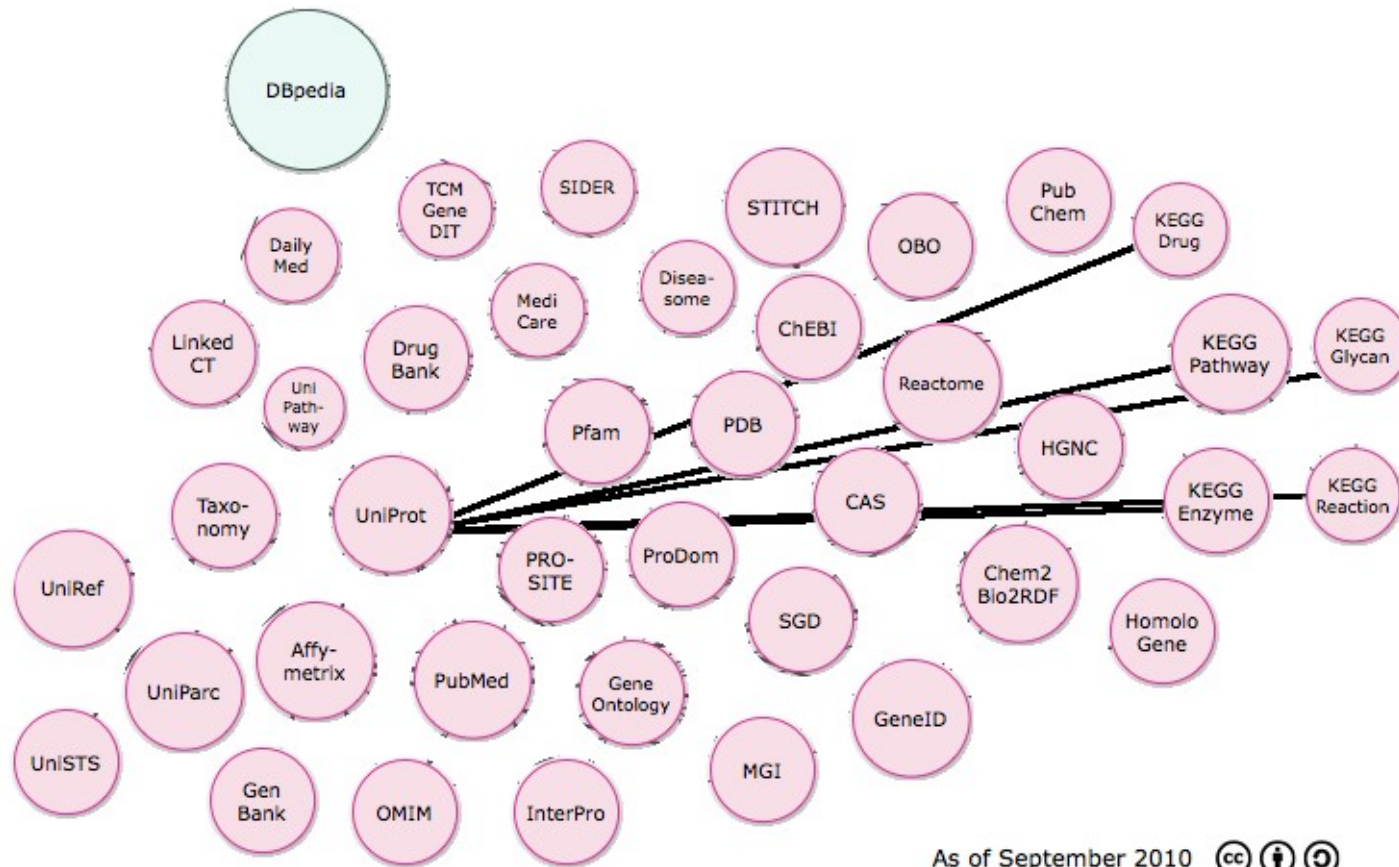 DBpedia
TCM
Gene
DIT
SIDER
STITCH
OBO
Pub
Chem
KEGG
Drug
Daily
Med
Medi
Care
Disea-
some
ChEBI
Linked
CT
Drug
Bank
Reactome
KEGG
Pathway
KEGG
Glycan
Uni
Path-
way
Pfam
PDB
HGNC
Taxo-
nomy
UniProt
CAS
KEGG
Enzyme
KEGG
Reaction
UniRef
PRO-
SITE
ProDom
Chem2
Bio2RDF
SGD
Homolo
Gene
UniParc
Affy-
metrix
PubMed
Gene
Ontology
GeneID
UniSTS
Gen
Bank
OMIM
InterPro
MGI
As of September 2010 cc